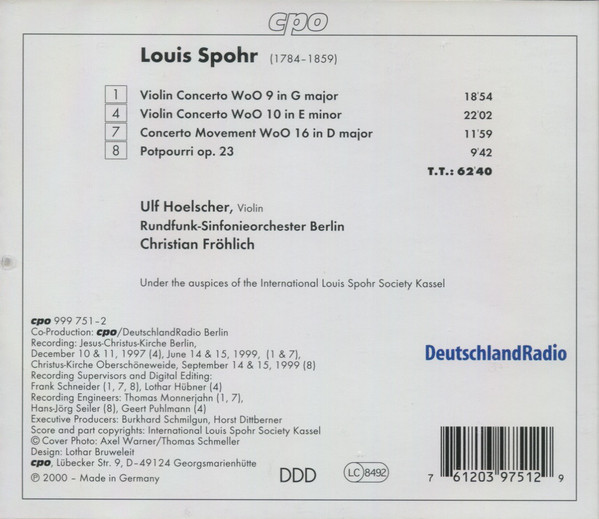 cpo
Louis Spohr (1784–1859)
1 Violin Concerto WoO 9 in G major 18'54
4 Violin Concerto WoO 10 in E minor 22'02
7 Concerto Movement WoO 16 in D major 11'59
8 Potpourri op. 23 9'42
T.T.: 62'40
Ulf Hoelscher, Violin
Rundfunk-Sinfonieorchester Berlin
Christian Fröhlich
Under the auspices of the International Louis Spohr Society Kassel
cpo 999 751-2
Co-Production: cpo/DeutschlandRadio Berlin
Recording: Jesus-Christus-Kirche Berlin,
December 10 & 11, 1997 (4), June 14 & 15, 1999, (1 & 7),
Christus-Kirche Oberschöneweide, September 14 & 15, 1999 (8)
Recording Supervisors and Digital Editing:
Frank Schneider (1, 7, 8), Lothar Hübner (4)
Recording Engineers: Thomas Monnerjahn (1, 7),
Hans-Jörg Seiler (8), Geert Puhlmann (4)
Executive Producers: Burkhard Schmilgun, Horst Dittberner
Score and part copyrights: International Louis Spohr Society Kassel
© Cover Photo: Axel Warner/Thomas Schmeller
Design: Lothar Bruweleit
cpo, Lübecker Str. 9, D–49124 Georgsmarienhütte
℗ 2000 – Made in Germany
DeutschlandRadio
DDD
LC 8492
7 61203 97512 9